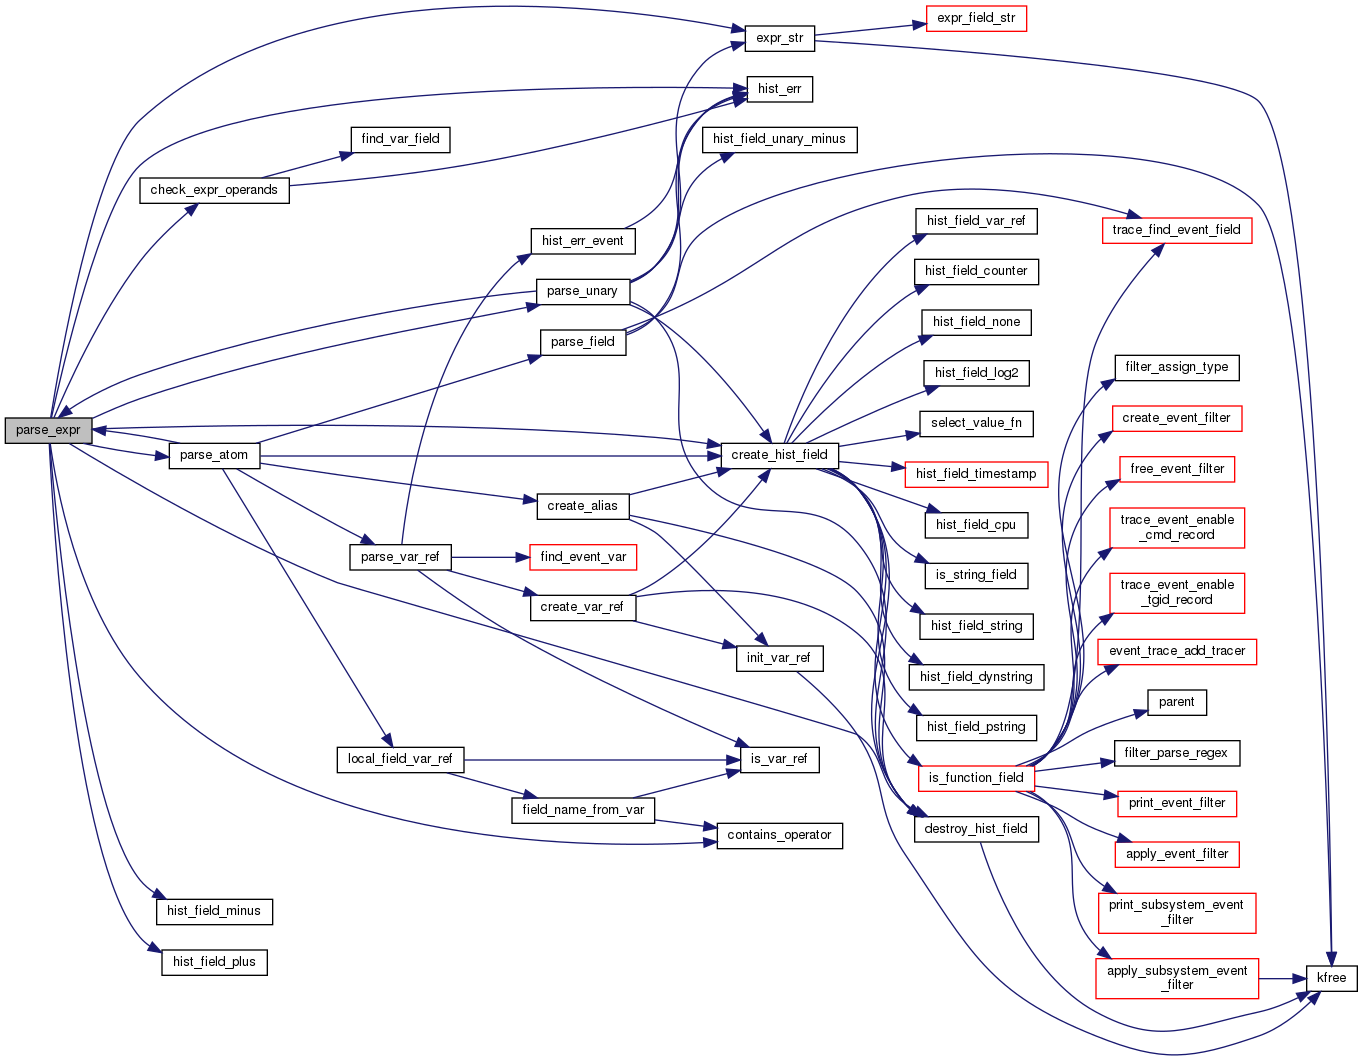 expr_field_str
expr_str
hist_err
find_var_field
hist_field_unary_minus
check_expr_operands
hist_field_var_ref
trace_find_event_field
hist_err_event
hist_field_counter
parse_unary
hist_field_none
parse_field
filter_assign_type
hist_field_log2
create_event_filter
select_value_fn
parse_expr
parse_atom
create_hist_field
free_event_filter
hist_field_timestamp
create_alias
trace_event_enable
_cmd_record
hist_field_cpu
parse_var_ref
find_event_var
is_string_field
trace_event_enable
_tgid_record
create_var_ref
hist_field_string
init_var_ref
event_trace_add_tracer
hist_field_dynstring
parent
hist_field_pstring
local_field_var_ref
is_var_ref
filter_parse_regex
is_function_field
field_name_from_var
print_event_filter
destroy_hist_field
contains_operator
apply_event_filter
hist_field_minus
print_subsystem_event
_filter
hist_field_plus
apply_subsystem_event
_filter
kfree